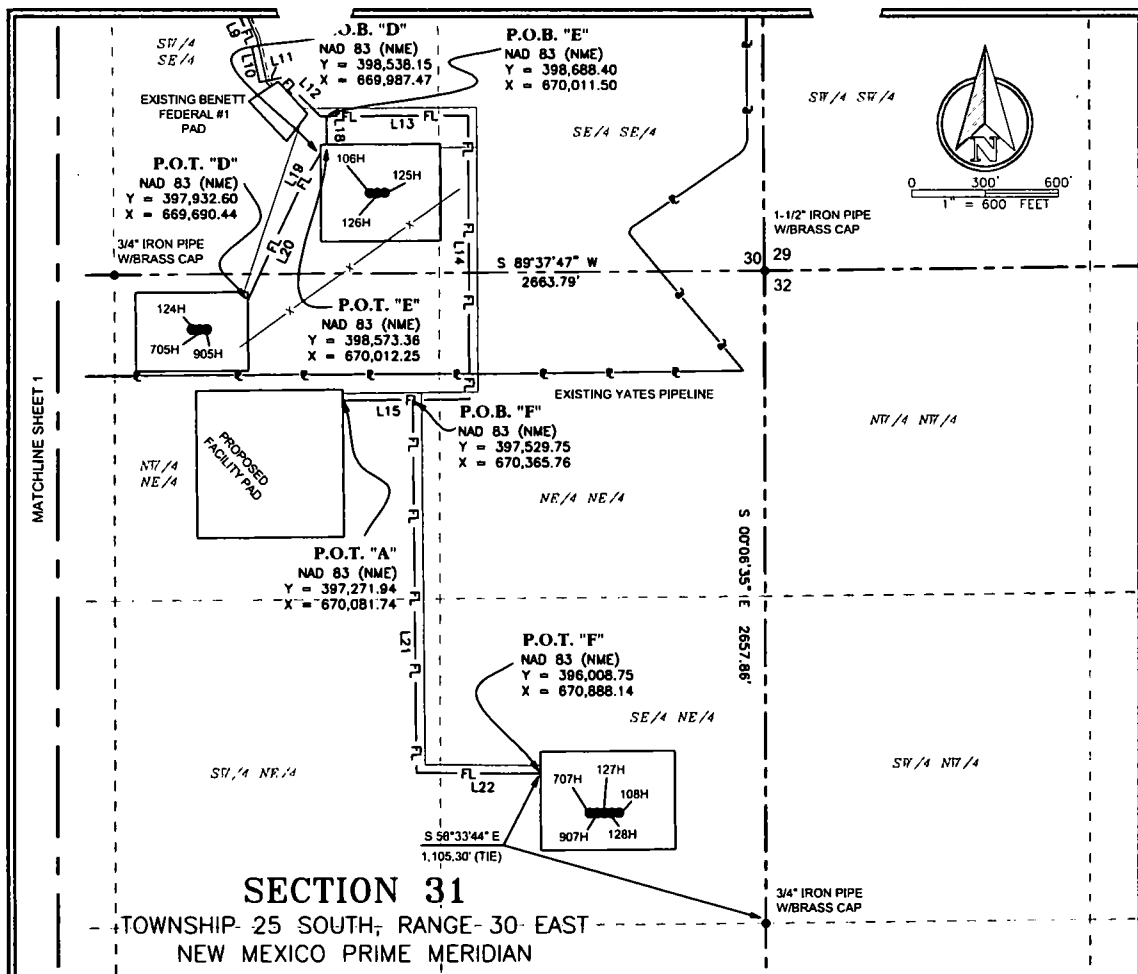 .O.B. "D"
NAD 83 (NME)
Y = 398,538.15
X = 669,987.47
P.O.B. "E"
NAD 83 (NME)
Y = 398,688.40
X = 670,011.50
SW/4
SE/4
L9
FL
L10
L11
FL
L12
EXISTING BENETT
FEDERAL #1
PAD
L18
FL
L13
FL
SE/4 SE/4
SW/4 SW/4
N
0 300' 600'
1" = 600 FEET
P.O.T. "D"
NAD 83 (NME)
Y = 397,932.60
X = 669,690.44
106H
125H
126H
L19
FL
FL
L20
L14
3/4" IRON PIPE
W/BRASS CAP
1-1/2" IRON PIPE
W/BRASS CAP
S 89°37'47" W
2663.79'
30
29
32
124H
705H
905H
P.O.T. "E"
NAD 83 (NME)
Y = 398,573.36
X = 670,012.25
EXISTING YATES PIPELINE
L15
FL
P.O.B. "F"
NAD 83 (NME)
Y = 397,529.75
X = 670,365.76
MATCHLINE SHEET 1
PROPOSED
FACILITY PAD
NW/4
NE/4
NE/4 NE/4
NW/4 NW/4
P.O.T. "A"
NAD 83 (NME)
Y = 397,271.94
X = 670,081.74
S 00°06'35" E 2657.86'
L21
P.O.T. "F"
NAD 83 (NME)
Y = 396,008.75
X = 670,888.14
SE/4 NE/4
SW/4 NE/4
SW/4 NW/4
FL
L22
707H
127H
108H
907H
128H
1,105.30' (TIE)
3/4" IRON PIPE
W/BRASS CAP
SECTION 31
TOWNSHIP 25 SOUTH, RANGE 30 EAST
NEW MEXICO PRIME MERIDIAN